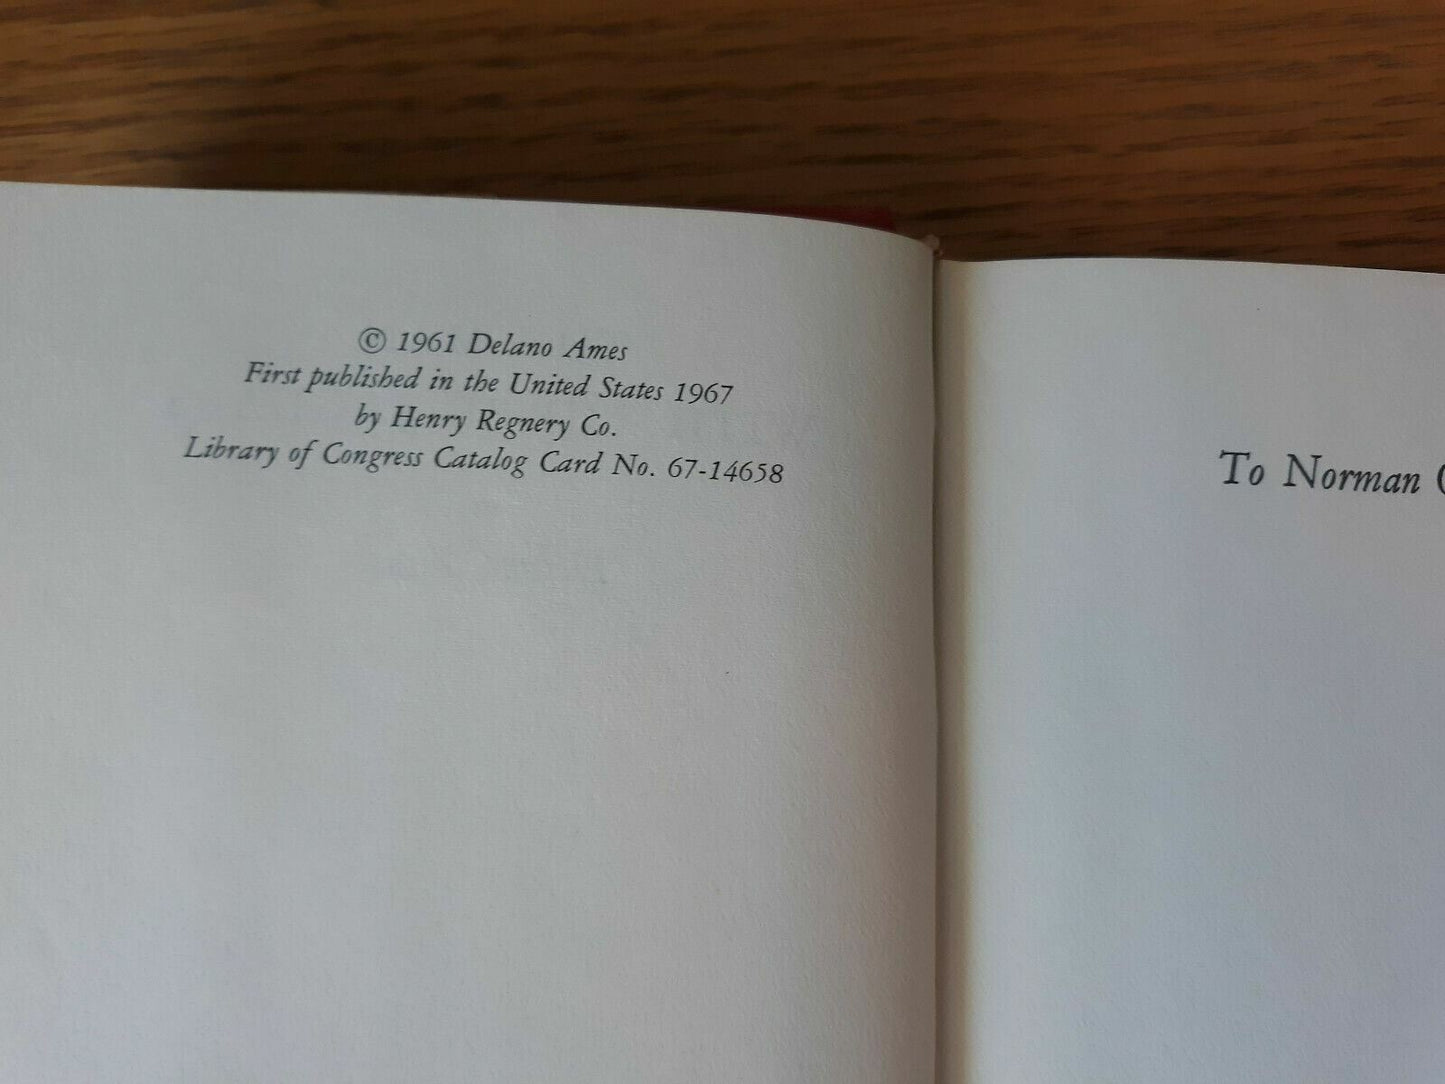 © 1961 Delano Ames
First published in the United States 1967
by Henry Regnery Co.
Library of Congress Catalog Card No. 67-14658
To Norman